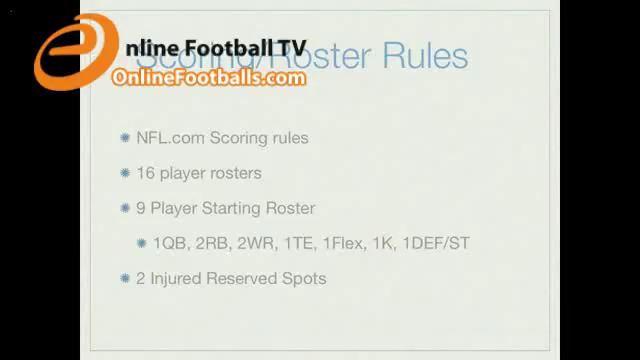 nline Football TV
OnlineFootballs.com
Scoring/Roster Rules
NFL.com Scoring rules
16 player rosters
9 Player Starting Roster
1QB, 2RB, 2WR, 1TE, 1Flex, 1K, 1DEF/ST
2 Injured Reserved Spots